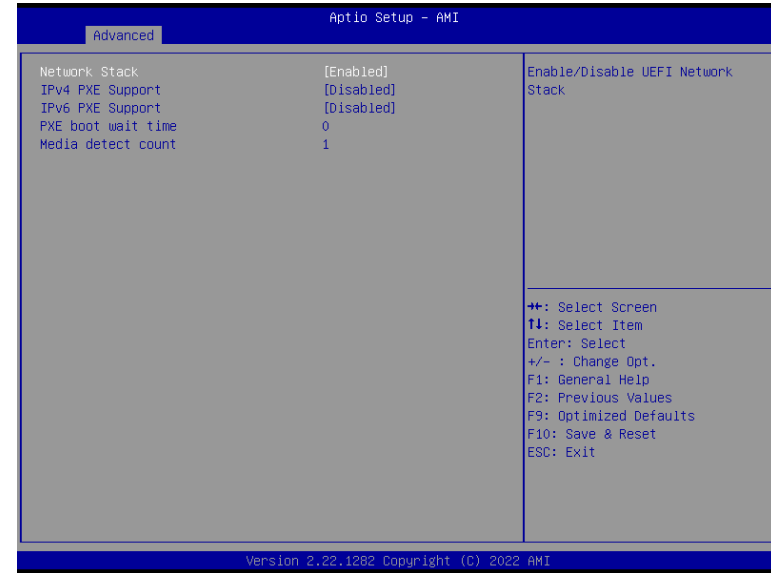 Aptio Setup – AMI
Advanced
Network Stack [Enabled]
IPv4 PXE Support [Disabled]
IPv6 PXE Support [Disabled]
PXE boot wait time 0
Media detect count 1
Enable/Disable UEFI Network
Stack
→←: Select Screen
↑↓: Select Item
Enter: Select
+/– : Change Opt.
F1: General Help
F2: Previous Values
F9: Optimized Defaults
F10: Save & Reset
ESC: Exit
Version 2.22.1282 Copyright (C) 2022 AMI